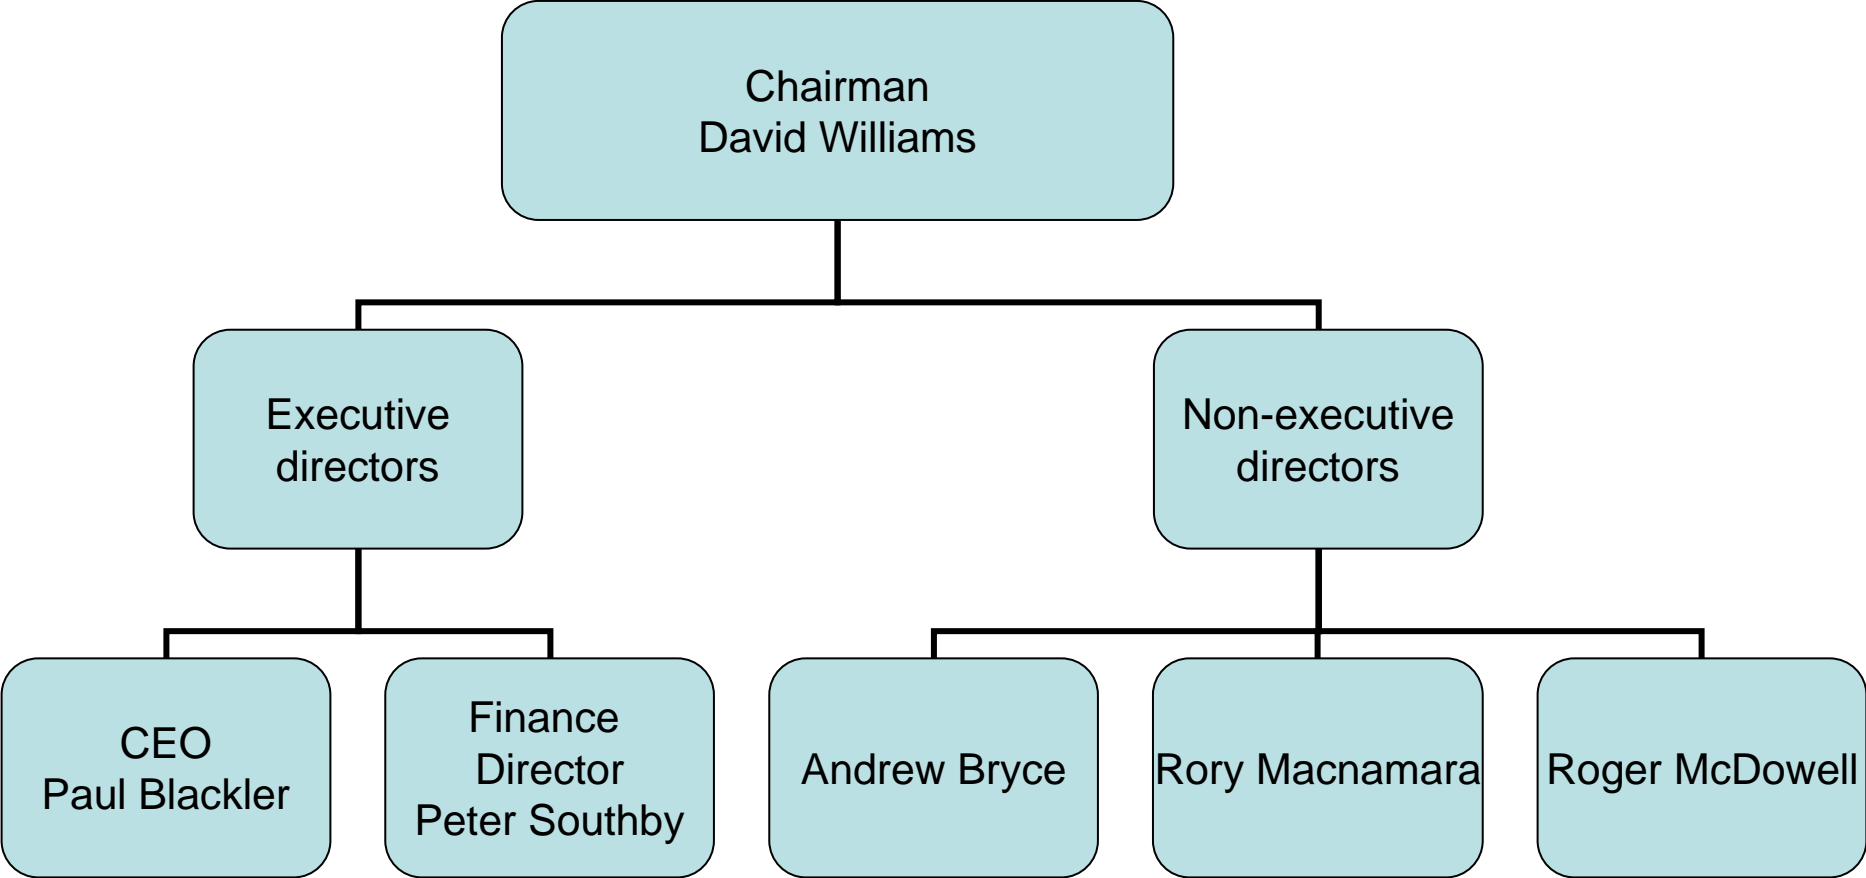 Chairman
David Williams
Executive
directors
Non-executive
directors
CEO
Paul Blackler
Finance
Director
Peter Southby
Andrew Bryce
Rory Macnamara
Roger McDowell